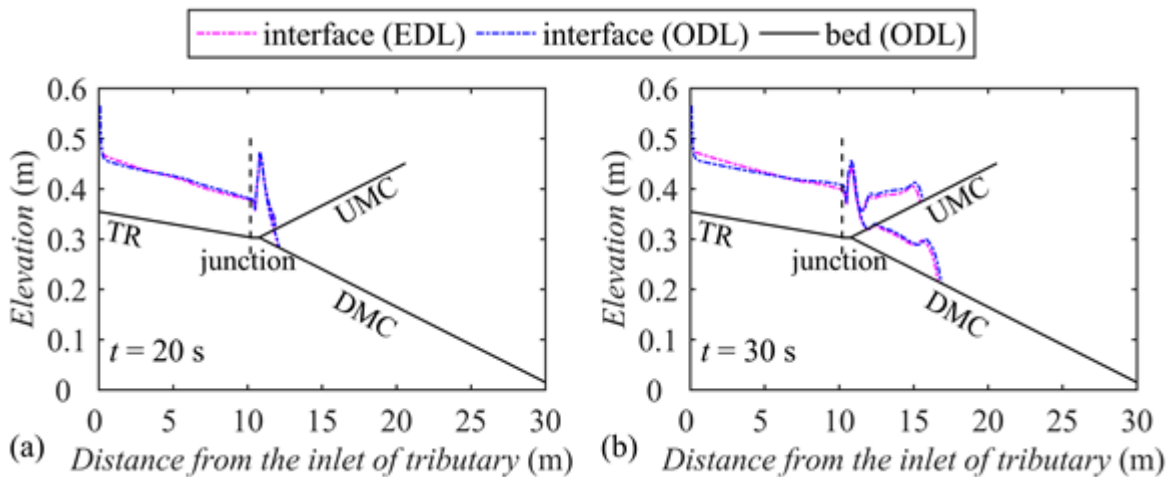 interface (EDL) interface (ODL) bed (ODL)
0.6
0.5
0.4
0.3
0.2
0.1
0
Elevation (m)
TR
junction
UMC
DMC
t = 20 s
0 5 10 15 20 25 30
(a) Distance from the inlet of tributary (m)
0.6
0.5
0.4
0.3
0.2
0.1
0
Elevation (m)
TR
junction
UMC
DMC
t = 30 s
0 5 10 15 20 25 30
(b) Distance from the inlet of tributary (m)